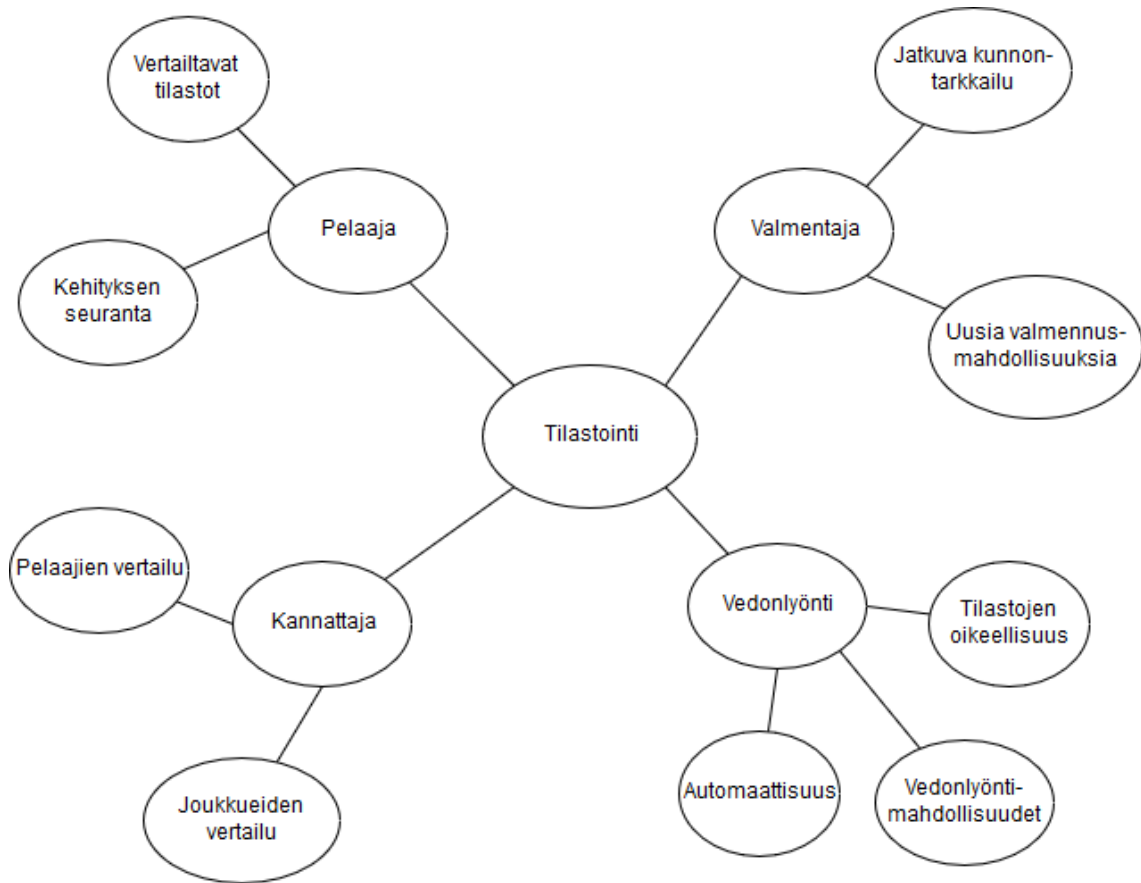 Vertailtavat
tilastot
Jatkuva kunnon-
tarkkailu
Pelaaja
Valmentaja
Kehityksen
seuranta
Uusia valmennus-
mahdollisuuksia
Tilastointi
Pelaajien vertailu
Kannattaja
Vedonlyönti
Tilastojen
oikeellisuus
Joukkueiden
vertailu
Automaattisuus
Vedonlyönti-
mahdollisuudet